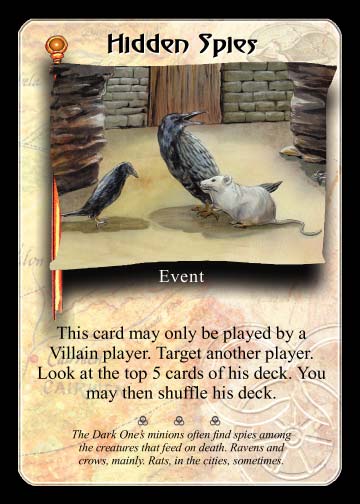 Hidden Spies
Event
This card may only be played by a
Villain player. Target another player.
Look at the top 5 cards of his deck. You
may then shuffle his deck.
The Dark One's minions often find spies among
the creatures that feed on death. Ravens and
crows, mainly. Rats, in the cities, sometimes.